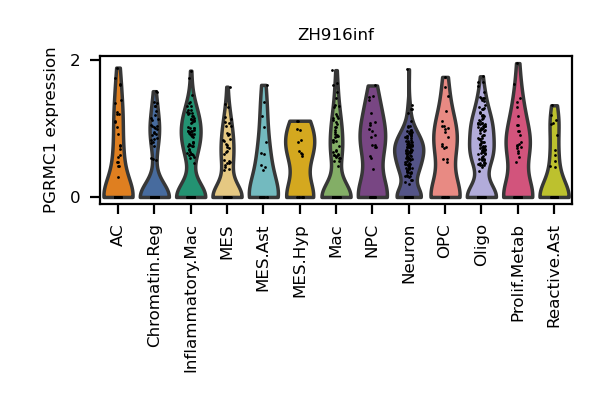 ZH916inf
PGRMC1 expression
2
0
AC
Chromatin.Reg
Inflammatory.Mac
MES
MES.Ast
MES.Hyp
Mac
NPC
Neuron
OPC
Oligo
Prolif.Metab
Reactive.Ast